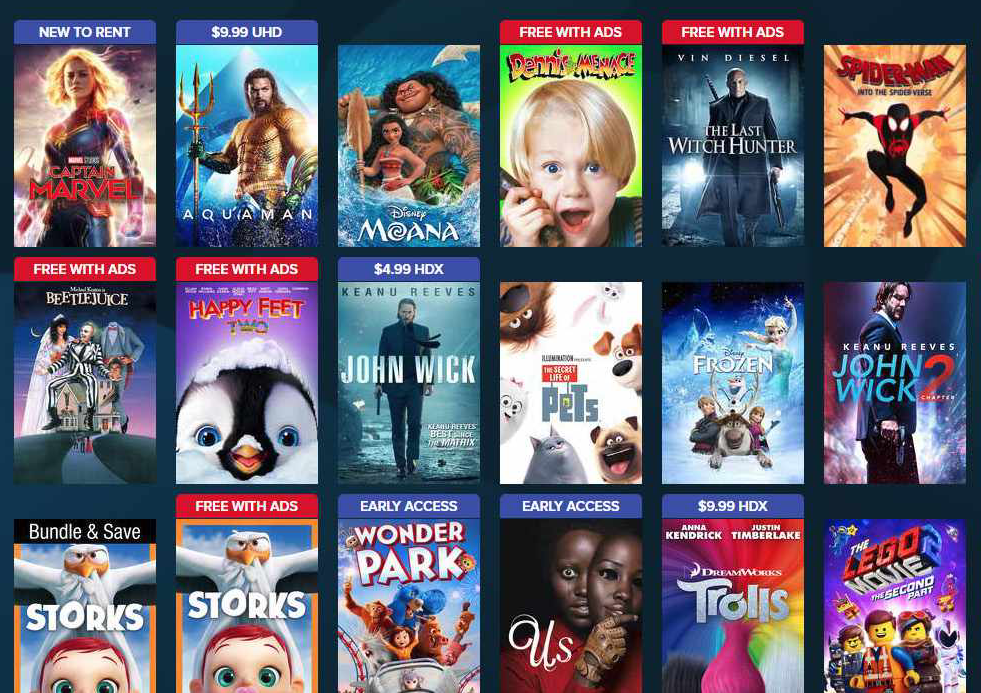 NEW TO RENT
$9.99 UHD
FREE WITH ADS
FREE WITH ADS
MARVEL STUDIOS
CAPTAIN
MARVEL
AQUAMAN
Disney
MOANA
Dennis THE MENACE
VIN DIESEL
THE LAST
WITCH HUNTER
SPIDER-MAN
INTO THE SPIDER-VERSE
FREE WITH ADS
FREE WITH ADS
$4.99 HDX
Michael Keaton is
BEETLEJUICE
HAPPY FEET
TWO
KEANU REEVES
JOHN WICK
KEANU REEVES'
BEST SINCE
THE MATRIX
ILLUMINATION PRESENTS
THE SECRET
LIFE OF
PETS
Disney
FROZEN
KEANU REEVES
JOHN
WICK 2
CHAPTER
FREE WITH ADS
EARLY ACCESS
EARLY ACCESS
$9.99 HDX
Bundle & Save
STORKS
STORKS
WONDER
PARK
Us
ANNA
KENDRICK
JUSTIN
TIMBERLAKE
DREAMWORKS
Trolls
THE
LEGO
MOVIE 2
THE SECOND
PART